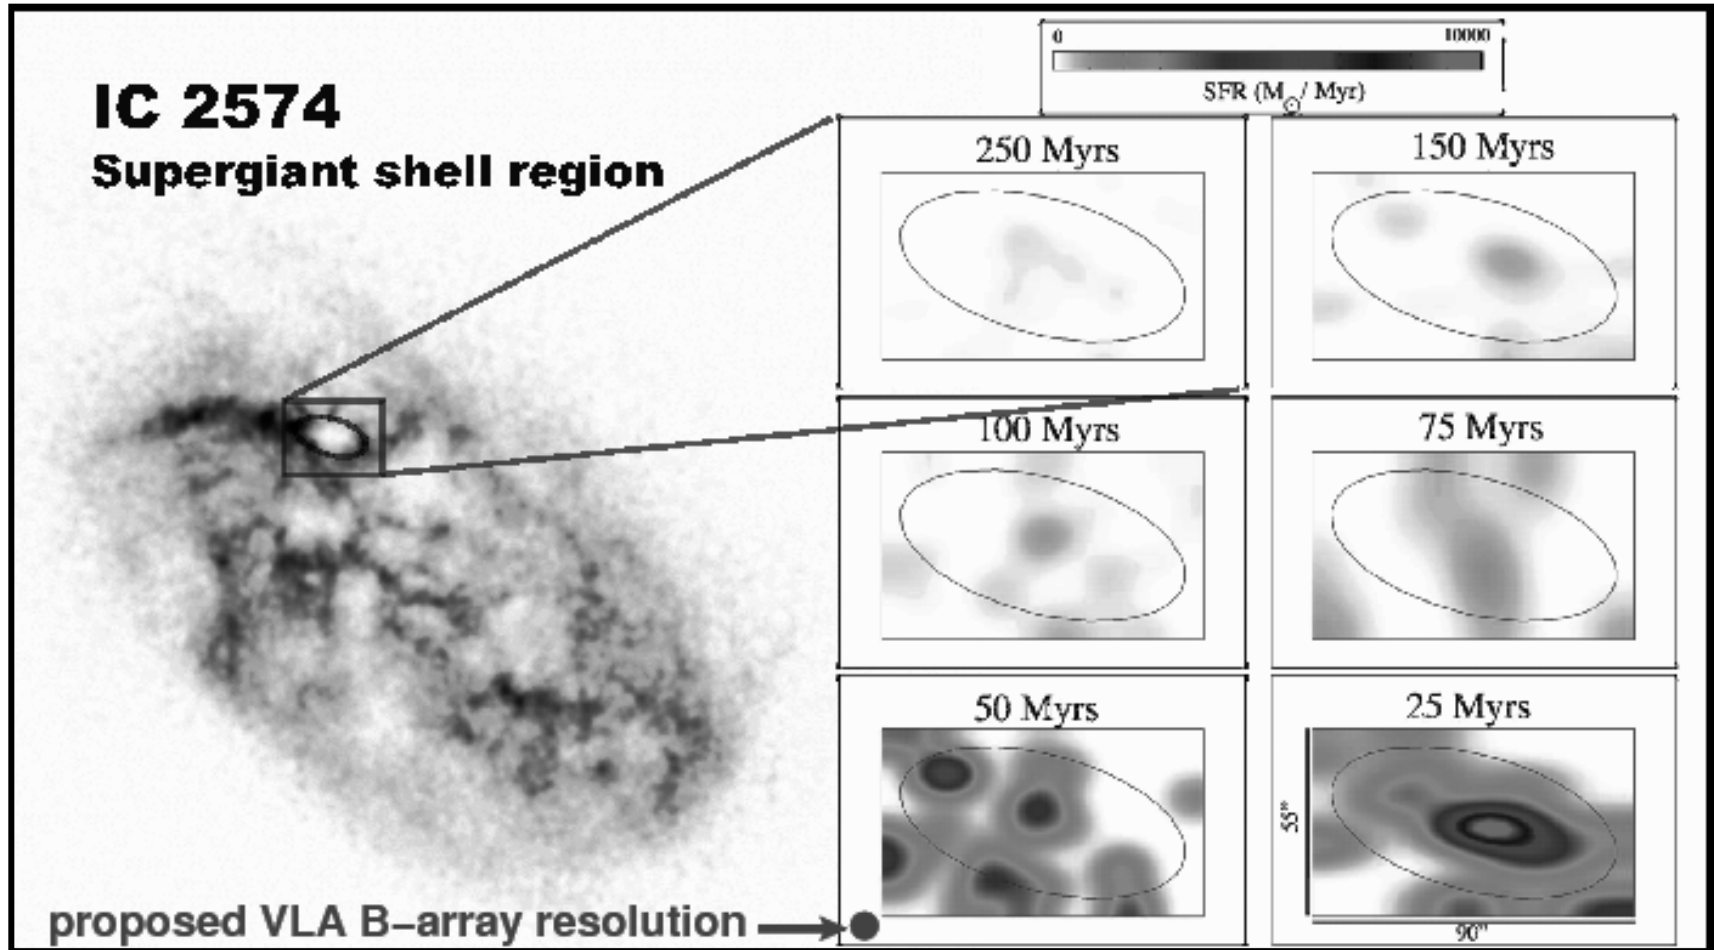 IC 2574
Supergiant shell region
0 10000
SFR (M☉/ Myr)
250 Myrs
150 Myrs
100 Myrs
75 Myrs
50 Myrs
25 Myrs
55"
90"
proposed VLA B–array resolution